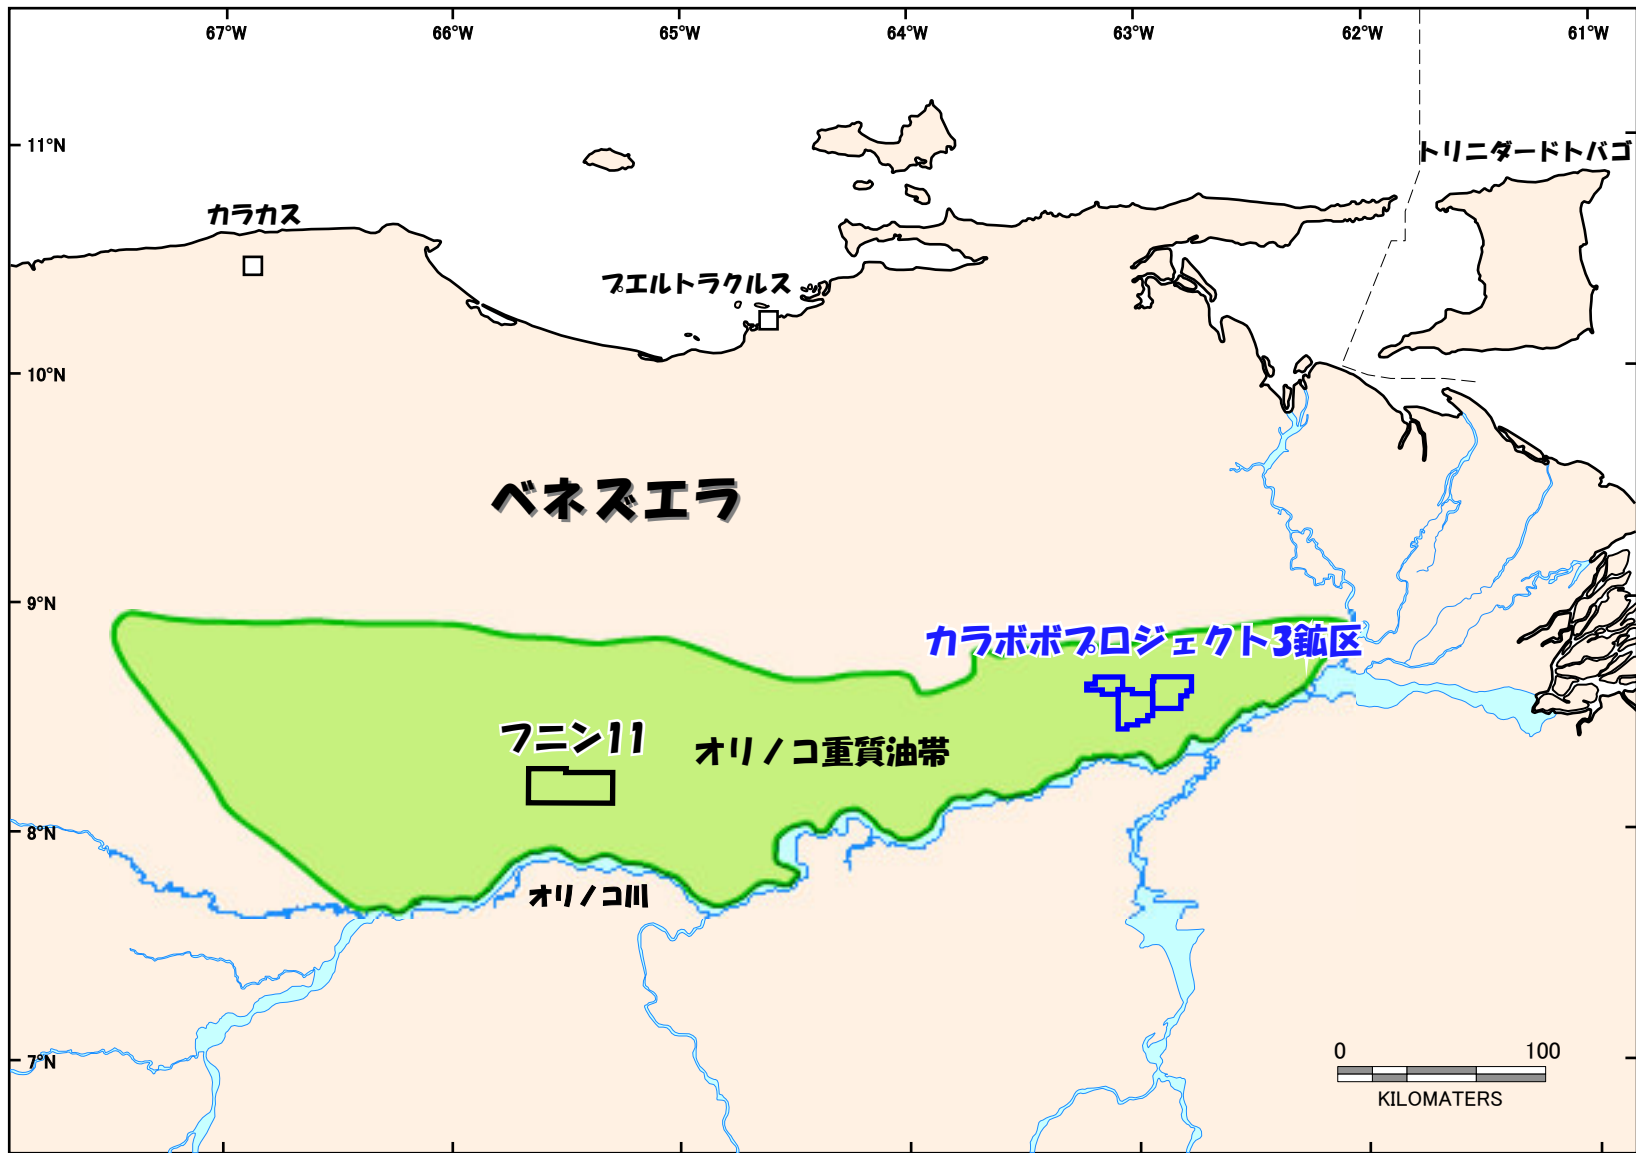 67°W
66°W
65°W
64°W
63°W
62°W
61°W
11°N
トリニダードトバゴ
カラカス
プエルトラクルス
10°N
ベネズエラ
9°N
カラボボプロジェクト3鉱区
フニン11
オリノコ重質油帯
8°N
オリノコ川
7°N
0 100
KILOMATERS